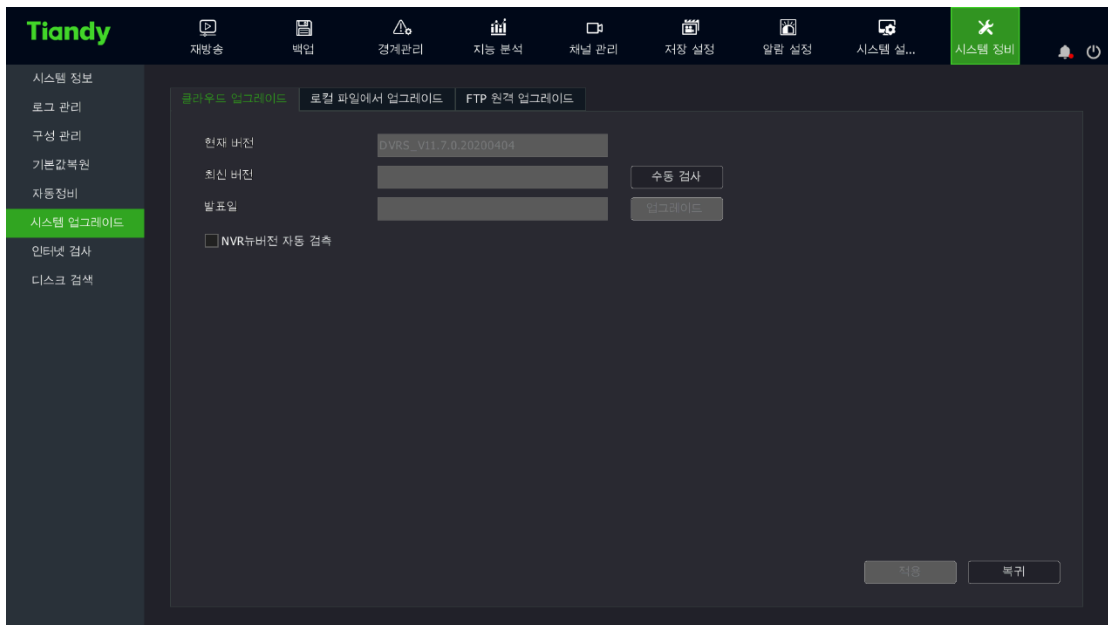 Tiandy
재방송 백업 경계관리 지능 분석 채널 관리 저장 설정 알람 설정 시스템 설... 시스템 정비
시스템 정보
로그 관리
구성 관리
기본값복원
자동정비
시스템 업그레이드
인터넷 검사
디스크 검색
클라우드 업그레이드 로컬 파일에서 업그레이드 FTP 원격 업그레이드
현재 버전 DVRS_V11.7.0.20200404
최신 버전 수동 검사
발표일 업그레이드
NVR뉴버전 자동 검측
적용 복귀